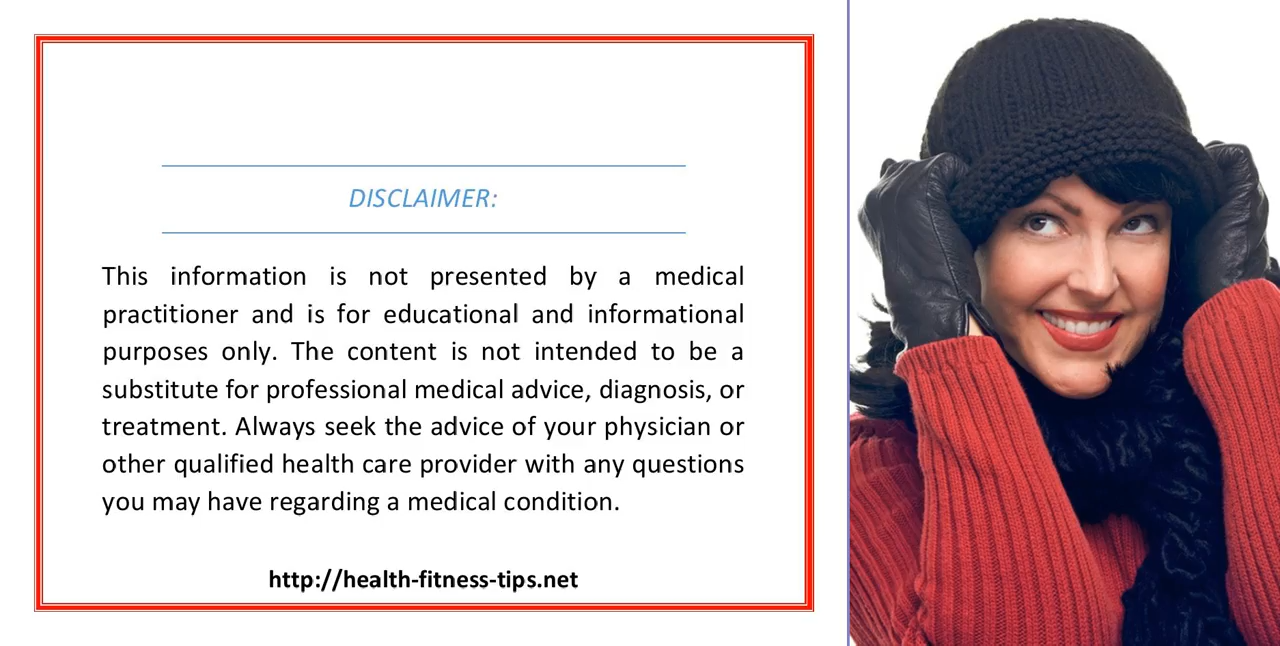 DISCLAIMER:
This information is not presented by a medical
practitioner and is for educational and informational
purposes only. The content is not intended to be a
substitute for professional medical advice, diagnosis, or
treatment. Always seek the advice of your physician or
other qualified health care provider with any questions
you may have regarding a medical condition.
http://health-fitness-tips.net